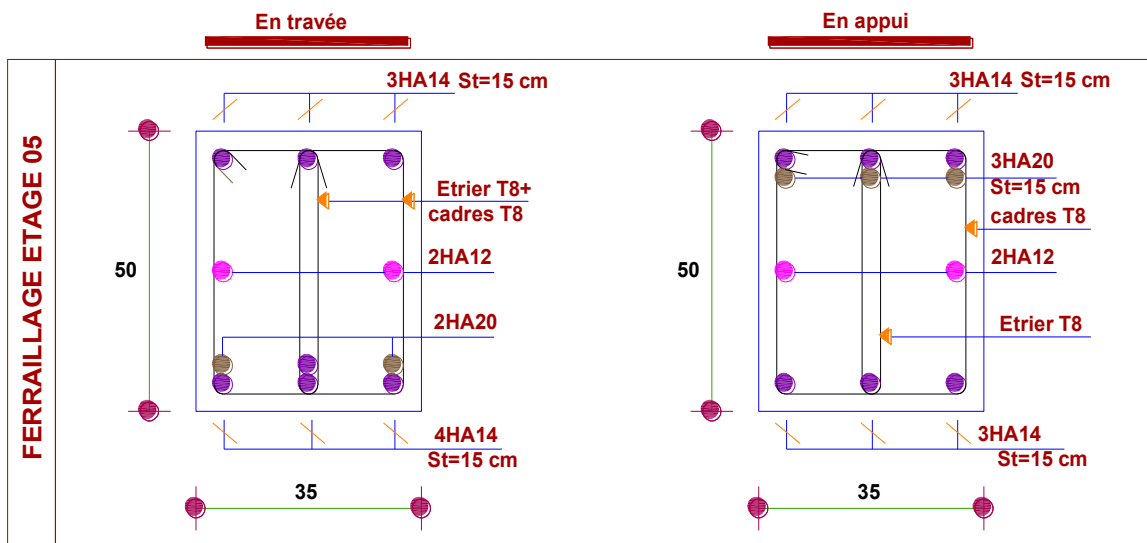 En travée
En appui
FERRAILLAGE ETAGE 05
3HA14 St=15 cm
Etrier T8+
cadres T8
50
2HA12
2HA20
4HA14
St=15 cm
35
3HA14 St=15 cm
3HA20
St=15 cm
cadres T8
50
2HA12
Etrier T8
3HA14
St=15 cm
35